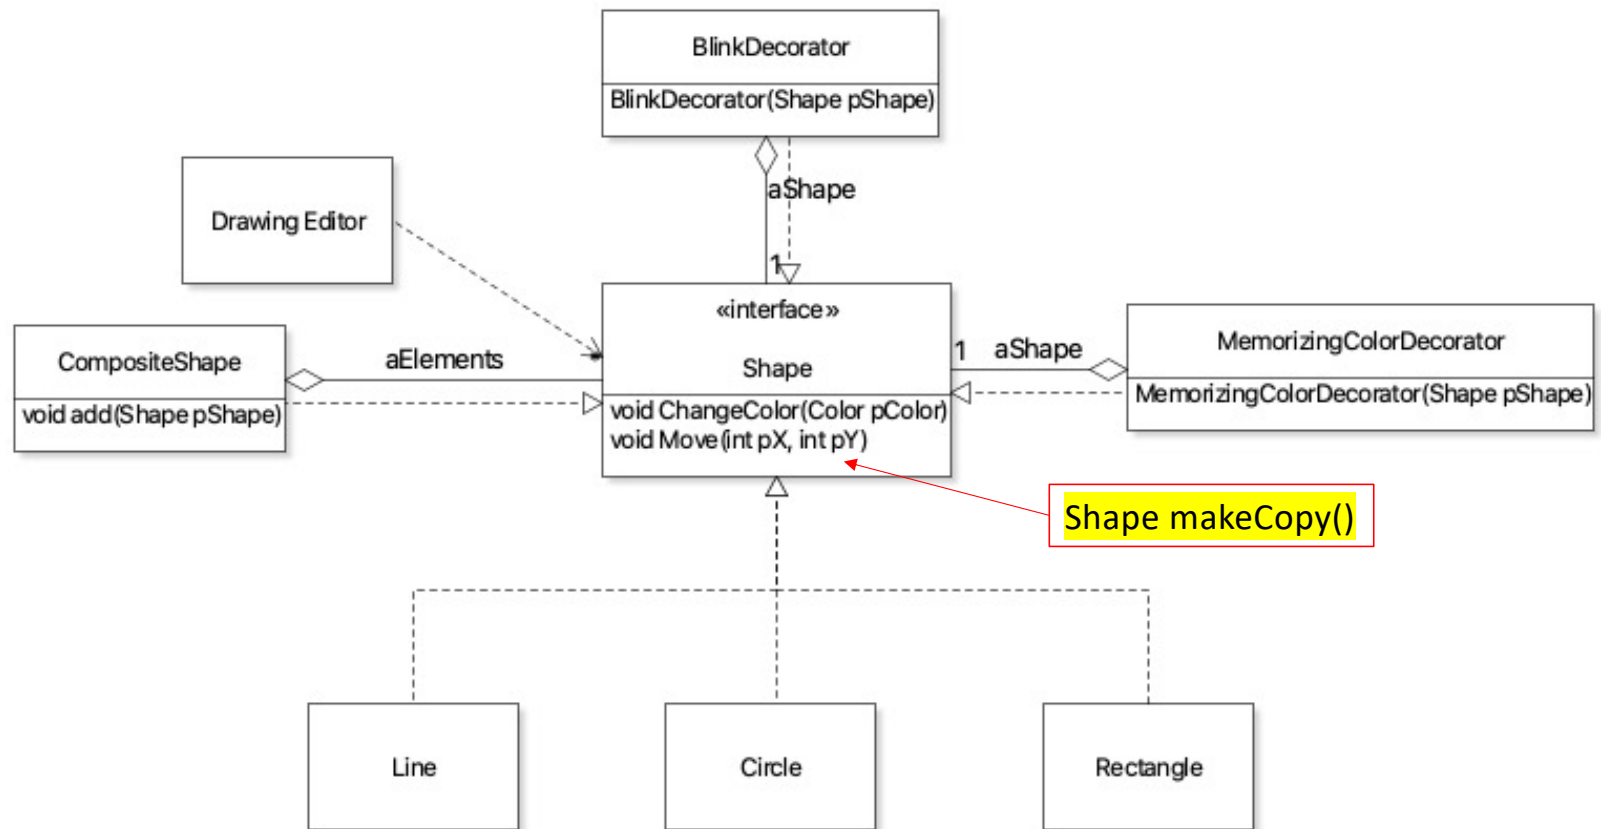 BlinkDecorator
BlinkDecorator(Shape pShape)
aShape
1
Drawing Editor
«interface»
Shape
void ChangeColor(Color pColor)
void Move(int pX, int pY)
CompositeShape
void add(Shape pShape)
aElements
1 aShape
MemorizingColorDecorator
MemorizingColorDecorator(Shape pShape)
Shape makeCopy()
Line
Circle
Rectangle